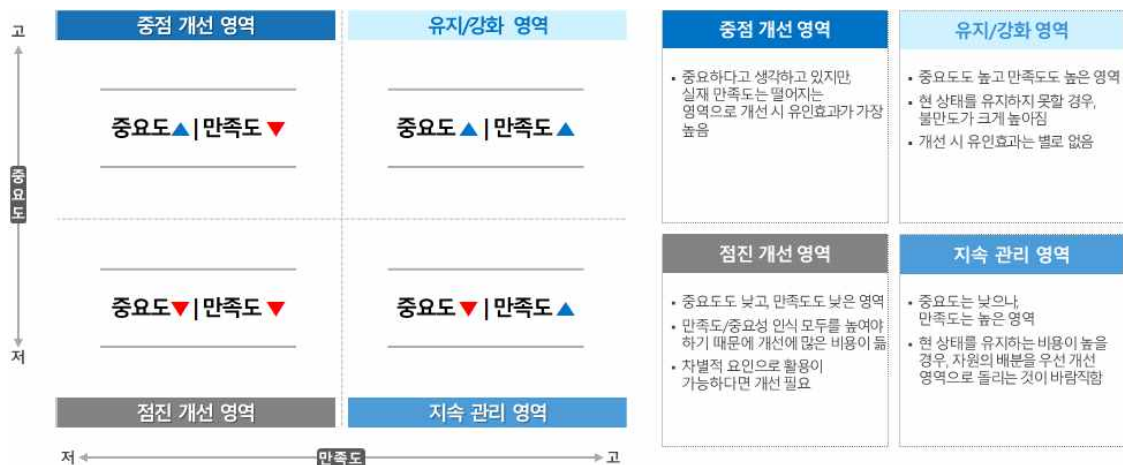 고
중점 개선 영역
유지/강화 영역
중요도▲ | 만족도▼
중요도▲ | 만족도▲
중요도
중요도▼ | 만족도▼
중요도▼ | 만족도▲
저
점진 개선 영역
지속 관리 영역
저
만족도
고
중점 개선 영역
• 중요하다고 생각하고 있지만,
실재 만족도는 떨어지는
영역으로 개선 시 유인효과가 가장
높음
유지/강화 영역
• 중요도도 높고 만족도도 높은 영역
• 현 상태를 유지하지 못할 경우,
불만도가 크게 높아짐
• 개선 시 유인효과는 별로 없음
점진 개선 영역
• 중요도도 낮고, 만족도도 낮은 영역
• 만족도/중요성 인식 모두를 높여야
하기 때문에 개선에 많은 비용이 듦
• 차별적 요인으로 활용이
가능하다면 개선 필요
지속 관리 영역
• 중요도는 낮으나,
만족도는 높은 영역
• 현 상태를 유지하는 비용이 높을
경우, 자원의 배분을 우선 개선
영역으로 돌리는 것이 바람직함